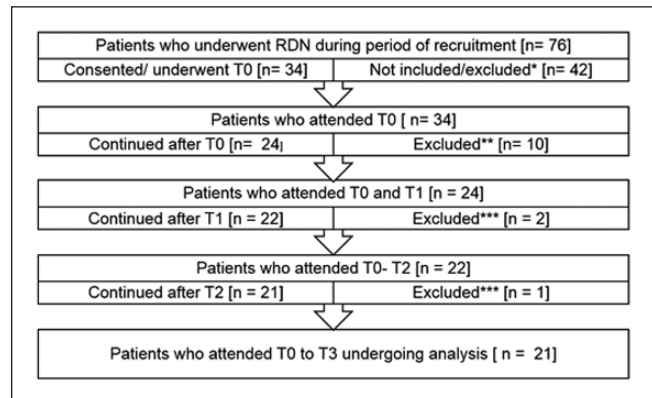 Patients who underwent RDN during period of recruitment [n= 76]
Consented/ underwent T0 [n= 34] Not included/excluded* [n= 42]
Patients who attended T0 [ n= 34]
Continued after T0 [n=  24] Excluded** [n= 10]
Patients who attended T0 and T1 [n = 24]
Continued after T1 [n = 22] Excluded*** [n = 2]
Patients who attended T0- T2 [n = 22]
Continued after T2 [n = 21] Excluded*** [n = 1]
Patients who attended T0 to T3 undergoing analysis [ n =  21]